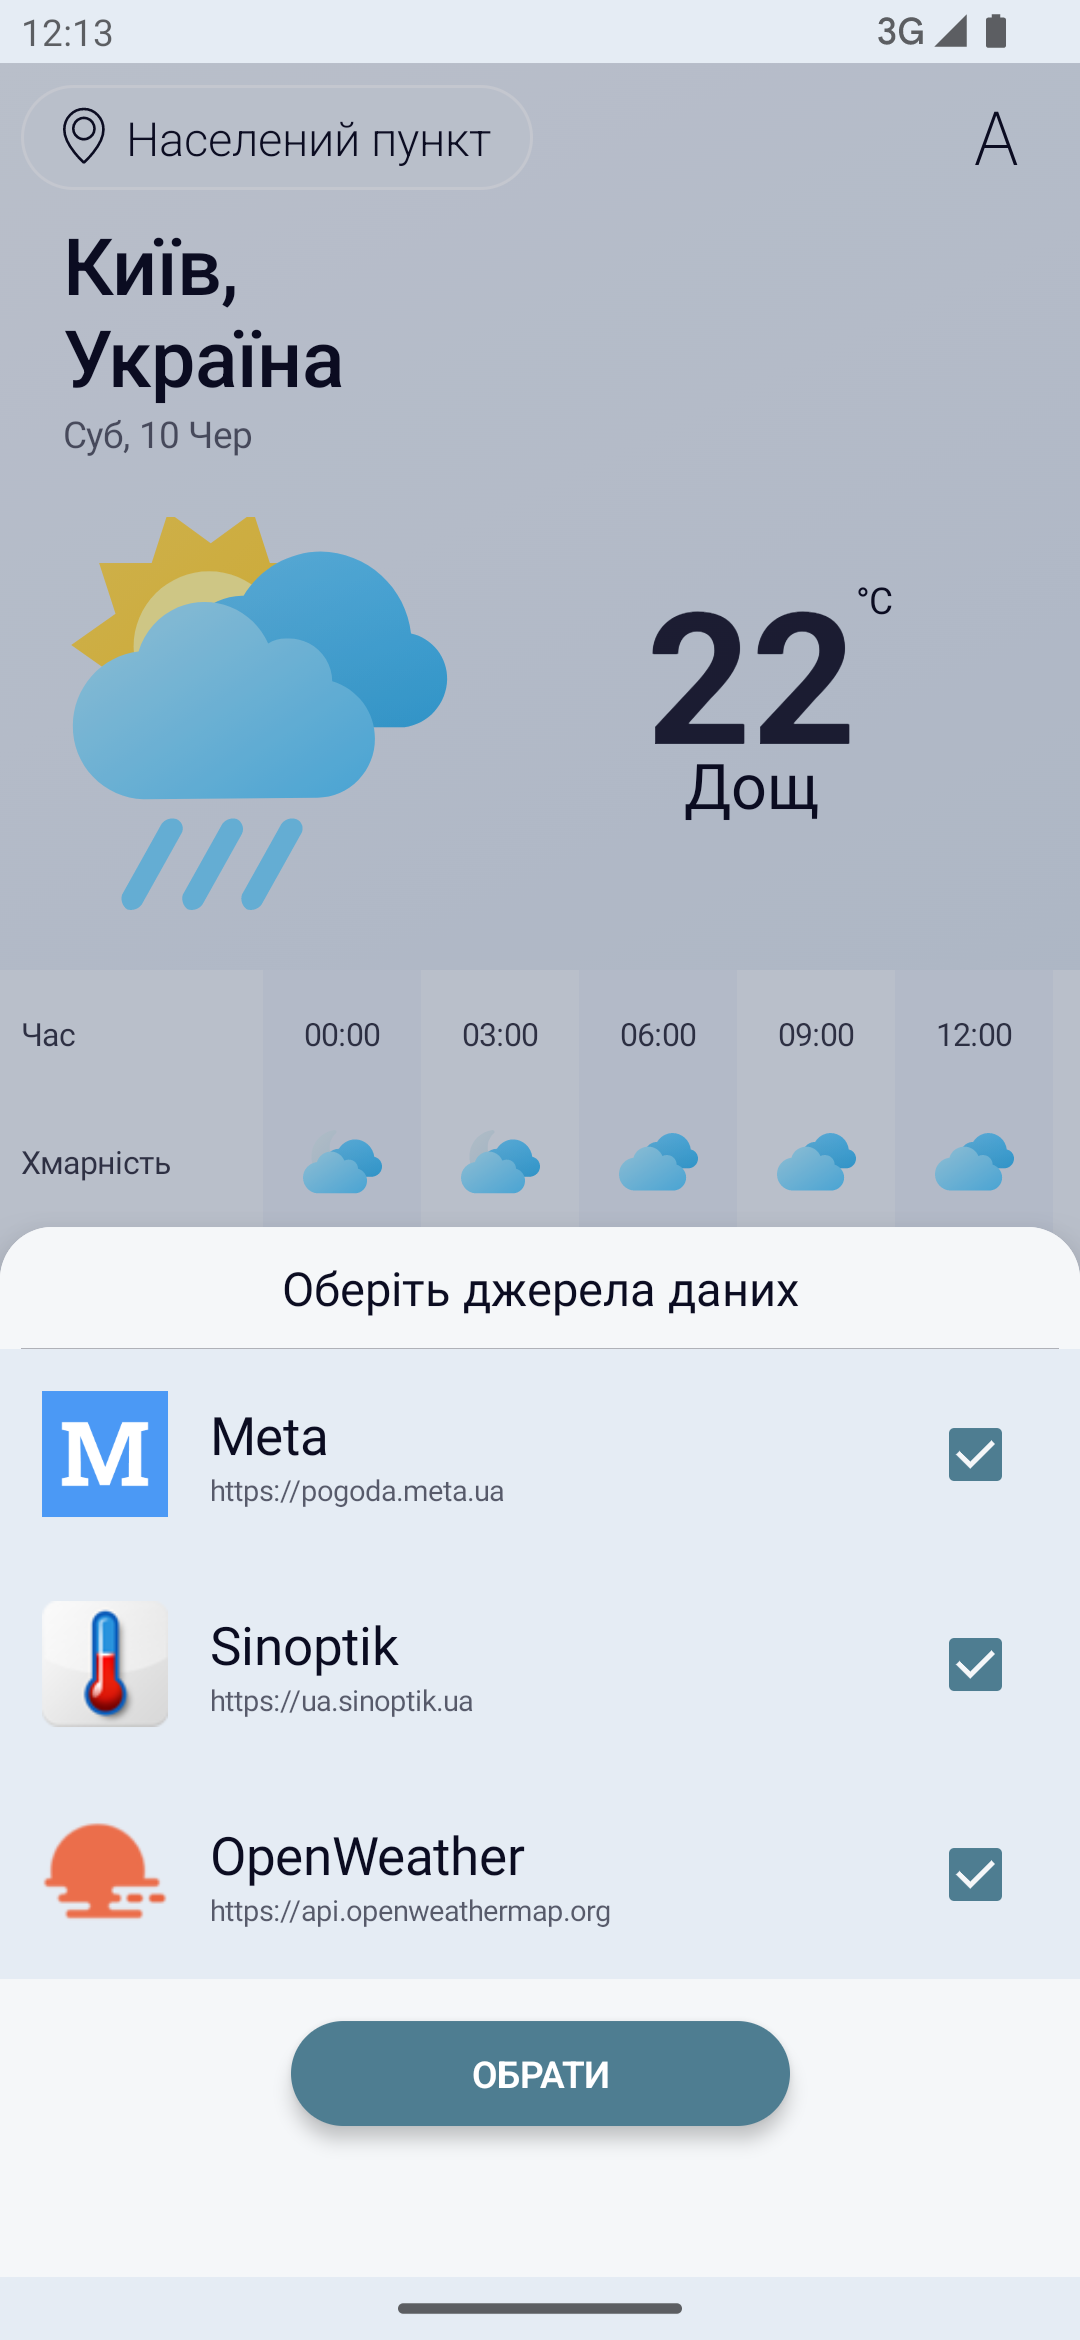 12:13
3G
Населений пункт
A
Київ,
Україна
Суб, 10 Чер
°C
22
Дощ
Час 00:00 03:00 06:00 09:00 12:00
Хмарність
Оберіть джерела даних
M
Meta
https://pogoda.meta.ua
Sinoptik
https://ua.sinoptik.ua
OpenWeather
https://api.openweathermap.org
ОБРАТИ